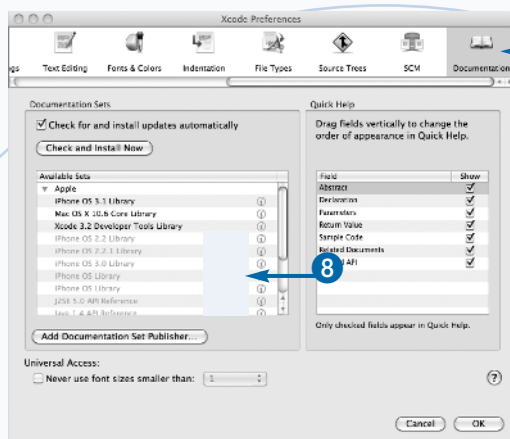 Xcode Preferences
gs Text Editing Fonts & Colors Indentation File Types Source Trees SCM Documentation
Documentation Sets
Check for and install updates automatically
Check and Install Now
Available Sets
Apple
iPhone OS 3.1 Library
Mac OS X 10.6 Core Library
Xcode 3.2 Developer Tools Library
iPhone OS 2.2 Library
iPhone OS 2.2.1 Library
iPhone OS 3.0 Library
iPhone OS Library
J2SE 5.0 API Reference
Java 1.4 API Reference
Add Documentation Set Publisher...
Quick Help
Drag fields vertically to change the
order of appearance in Quick Help.
Field Show
Abstract
Declaration
Parameters
Return Value
Sample Code
Related Documents
API
8
Only checked fields appear in Quick Help.
Universal Access:
Never use font sizes smaller than: 1
?
Cancel OK